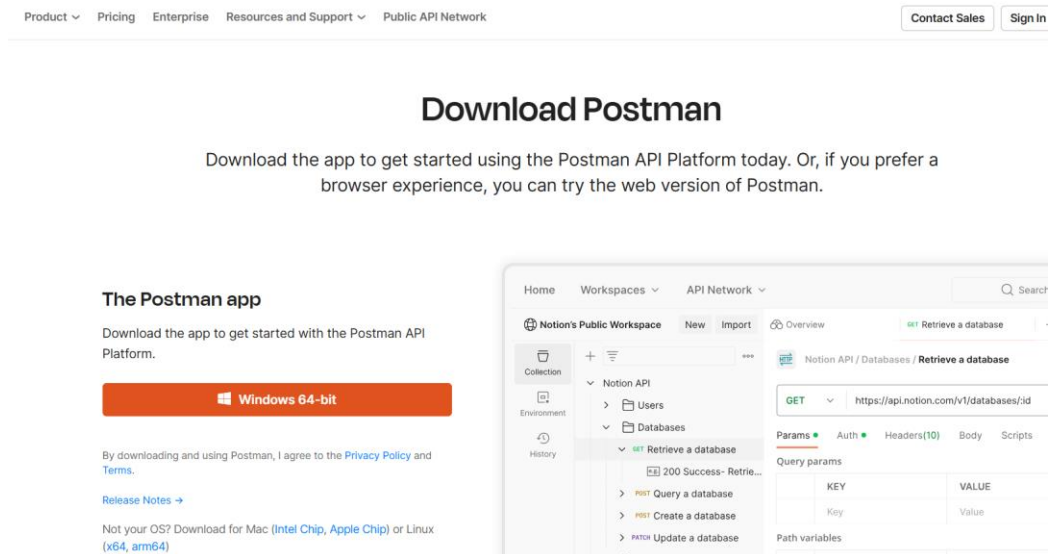 Product Pricing Enterprise Resources and Support Public API Network Contact Sales Sign In
Download Postman
Download the app to get started using the Postman API Platform today. Or, if you prefer a
browser experience, you can try the web version of Postman.
The Postman app
Download the app to get started with the Postman API
Platform.
Windows 64-bit
By downloading and using Postman, I agree to the Privacy Policy and
Terms.
Release Notes →
Not your OS? Download for Mac (Intel Chip, Apple Chip) or Linux
(x64, arm64)
Home Workspaces API Network Search
Notion's Public Workspace New Import Overview GET Retrieve a database
Collection
Environment
History
Notion API
Users
Databases
GET Retrieve a database
200 Success- Retrie...
POST Query a database
POST Create a database
PATCH Update a database
HTTP Notion API / Databases / Retrieve a database
GET https://api.notion.com/v1/databases/:id
Params Auth Headers(10) Body Scripts
Query params
KEY VALUE
Key Value
Path variables